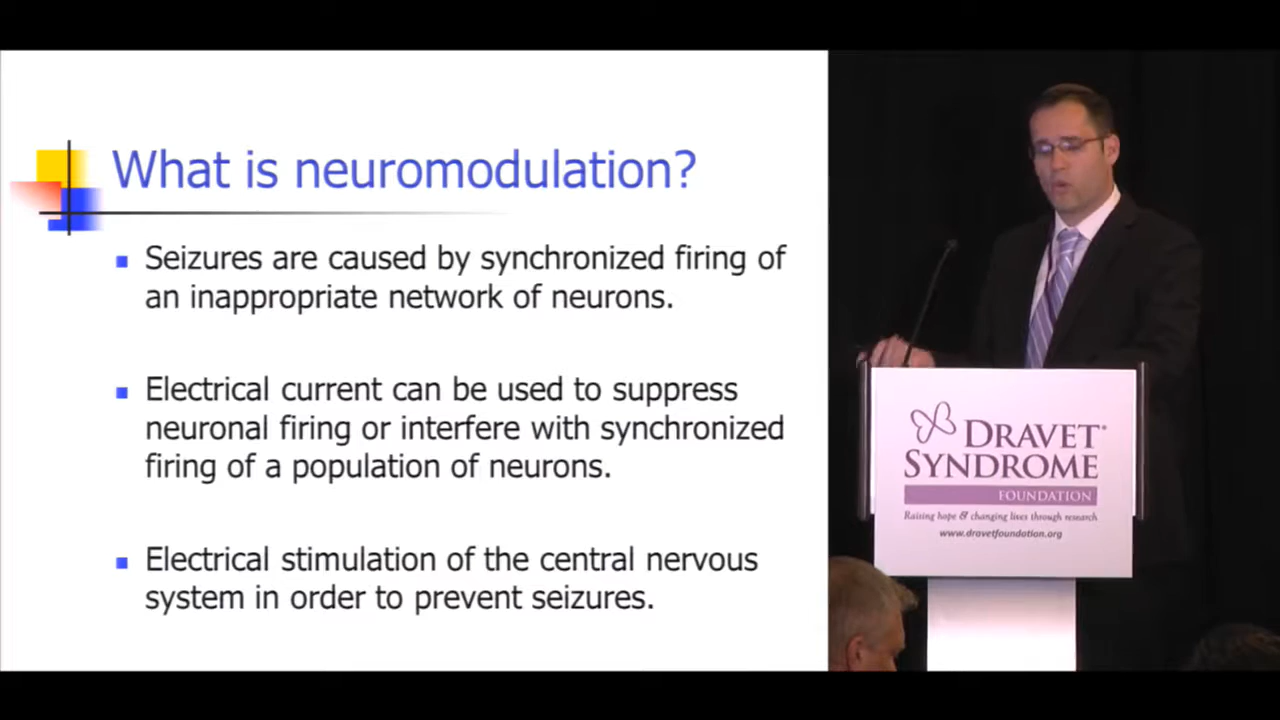 What is neuromodulation?
Seizures are caused by synchronized firing of
an inappropriate network of neurons.
Electrical current can be used to suppress
neuronal firing or interfere with synchronized
firing of a population of neurons.
Electrical stimulation of the central nervous
system in order to prevent seizures.
DRAVET®
SYNDROME
FOUNDATION
Raising hope & changing lives through research
www.dravetfoundation.org